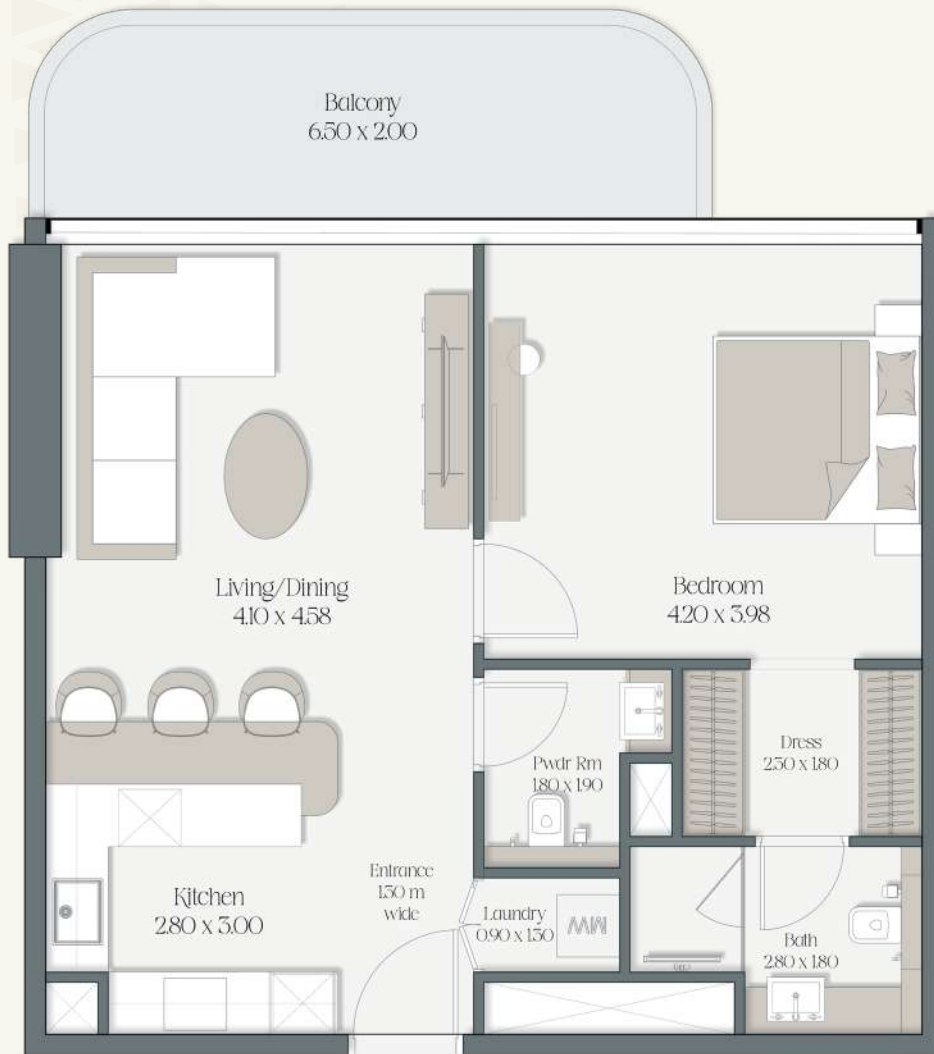 Balcony
6.50 x 2.00
Living/Dining
4.10 x 4.58
Bedroom
4.20 x 3.98
Pwdr Rm
1.80 x 1.90
Dress
2.30 x 1.80
Kitchen
2.80 x 3.00
Entrance
1.30 m
wide
Laundry
0.90 x 1.30
MW
Bath
2.80 x 1.80